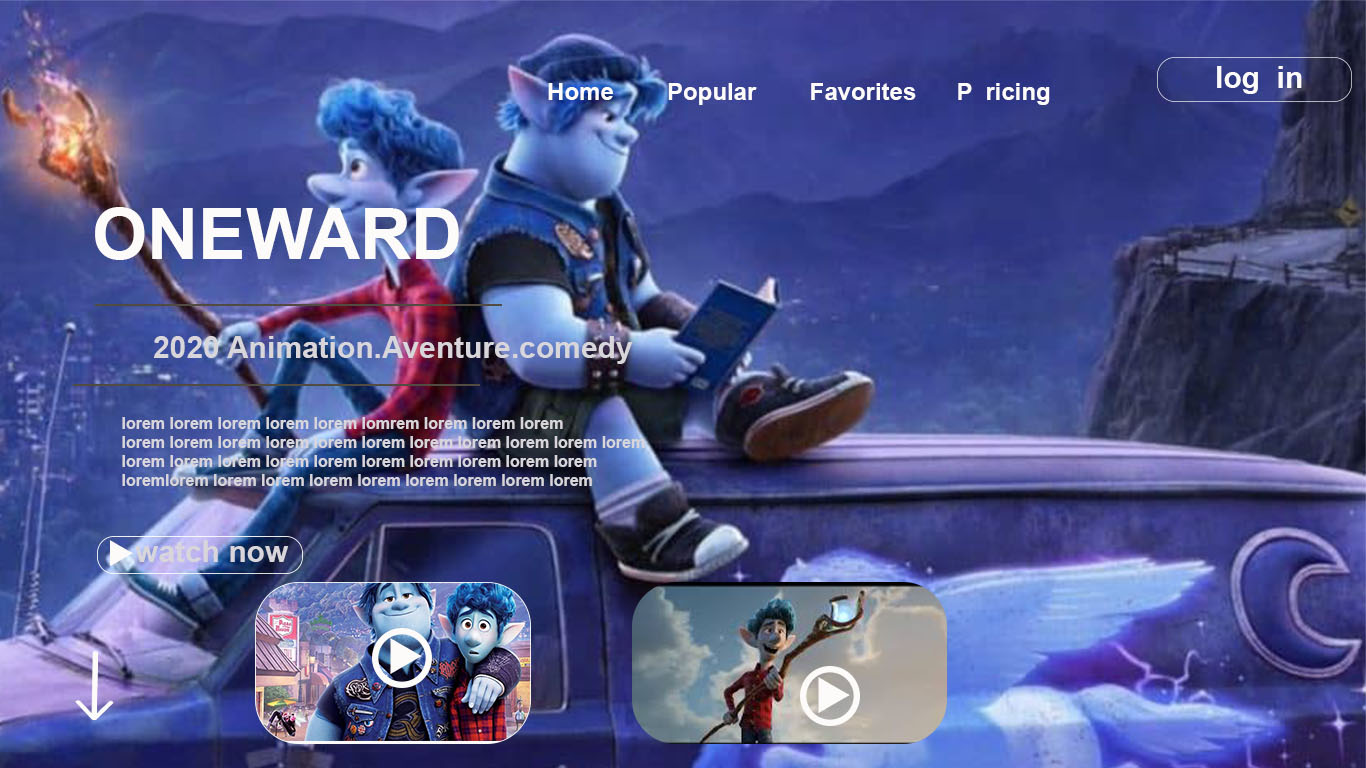 Home Popular Favorites P ricing
log in
ONEWARD
2020 Animation.Aventure.comedy
lorem lorem lorem lorem lorem lomrem lorem lorem lorem
lorem lorem lorem lorem lorem lorem lorem lorem lorem lorem lorem
lorem lorem lorem lorem lorem lorem lorem lorem lorem lorem
loremlorem lorem lorem lorem lorem lorem lorem lorem lorem
watch now